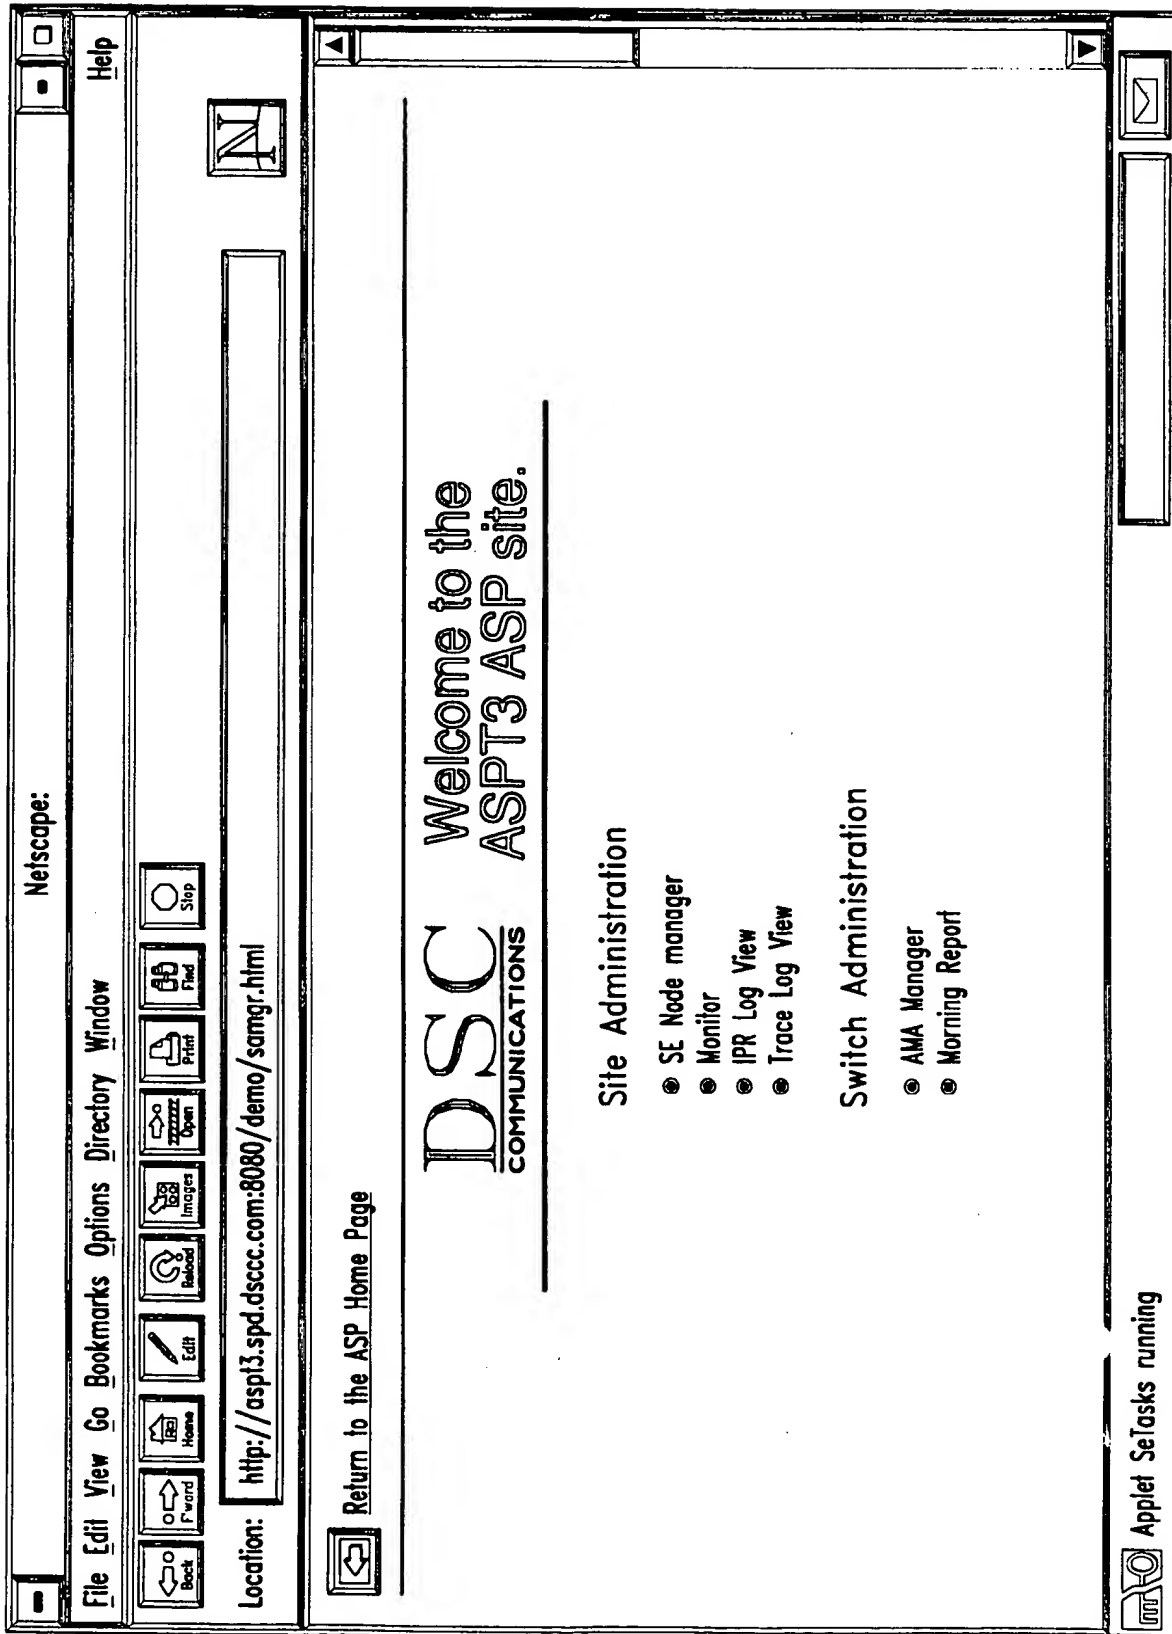 Netscape:
File Edit View Go Bookmarks Options Directory Window Help
Back F'ward Home Edit Reload Images Open Print Find Stop
Location: http://aspt3.spd.dsccc.com:8080/demo/samgr.html
N
Return to the ASP Home Page
DSC
COMMUNICATIONS
Welcome to the
ASPT3 ASP site.
Site Administration
SE Node manager
Monitor
IPR Log View
Trace Log View
Switch Administration
AMA Manager
Morning Report
Applet SeTasks running